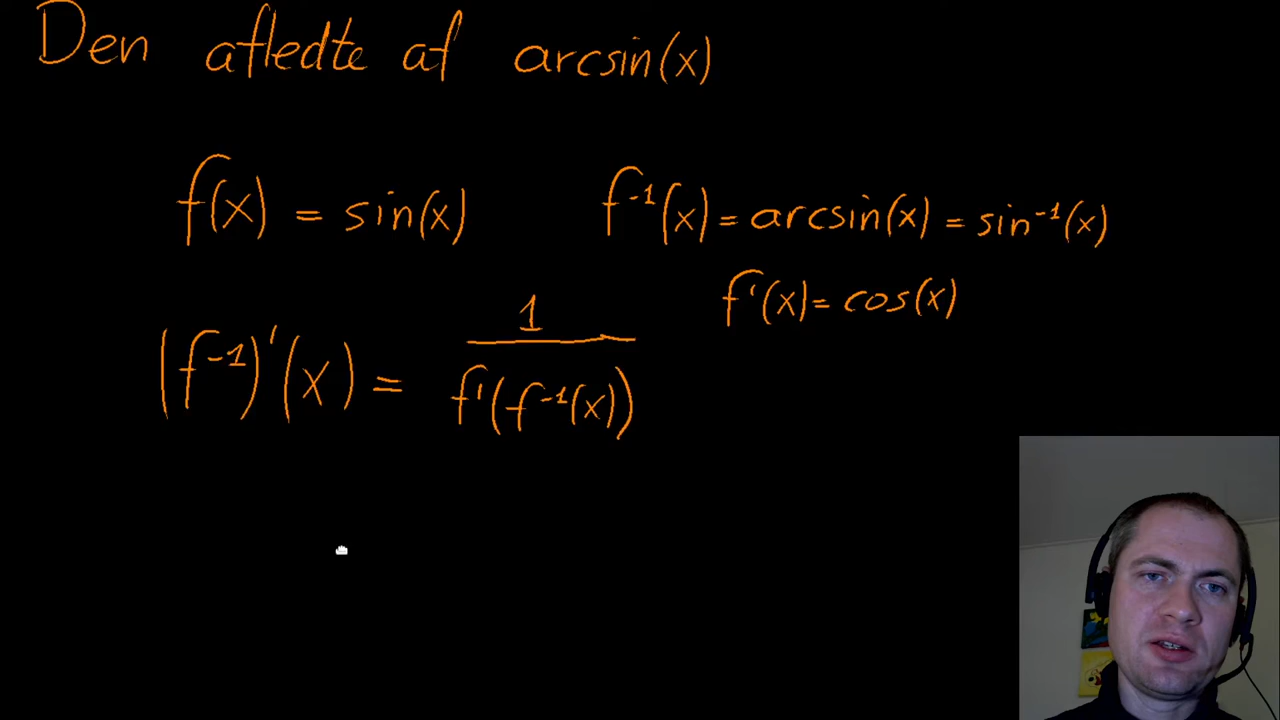 Den afledte af arcsin(x)
f(x) = sin(x)
f⁻¹(x) = arcsin(x) = sin⁻¹(x)
f'(x) = cos(x)
(f⁻¹)'(x) = 1 / f'(f⁻¹(x))